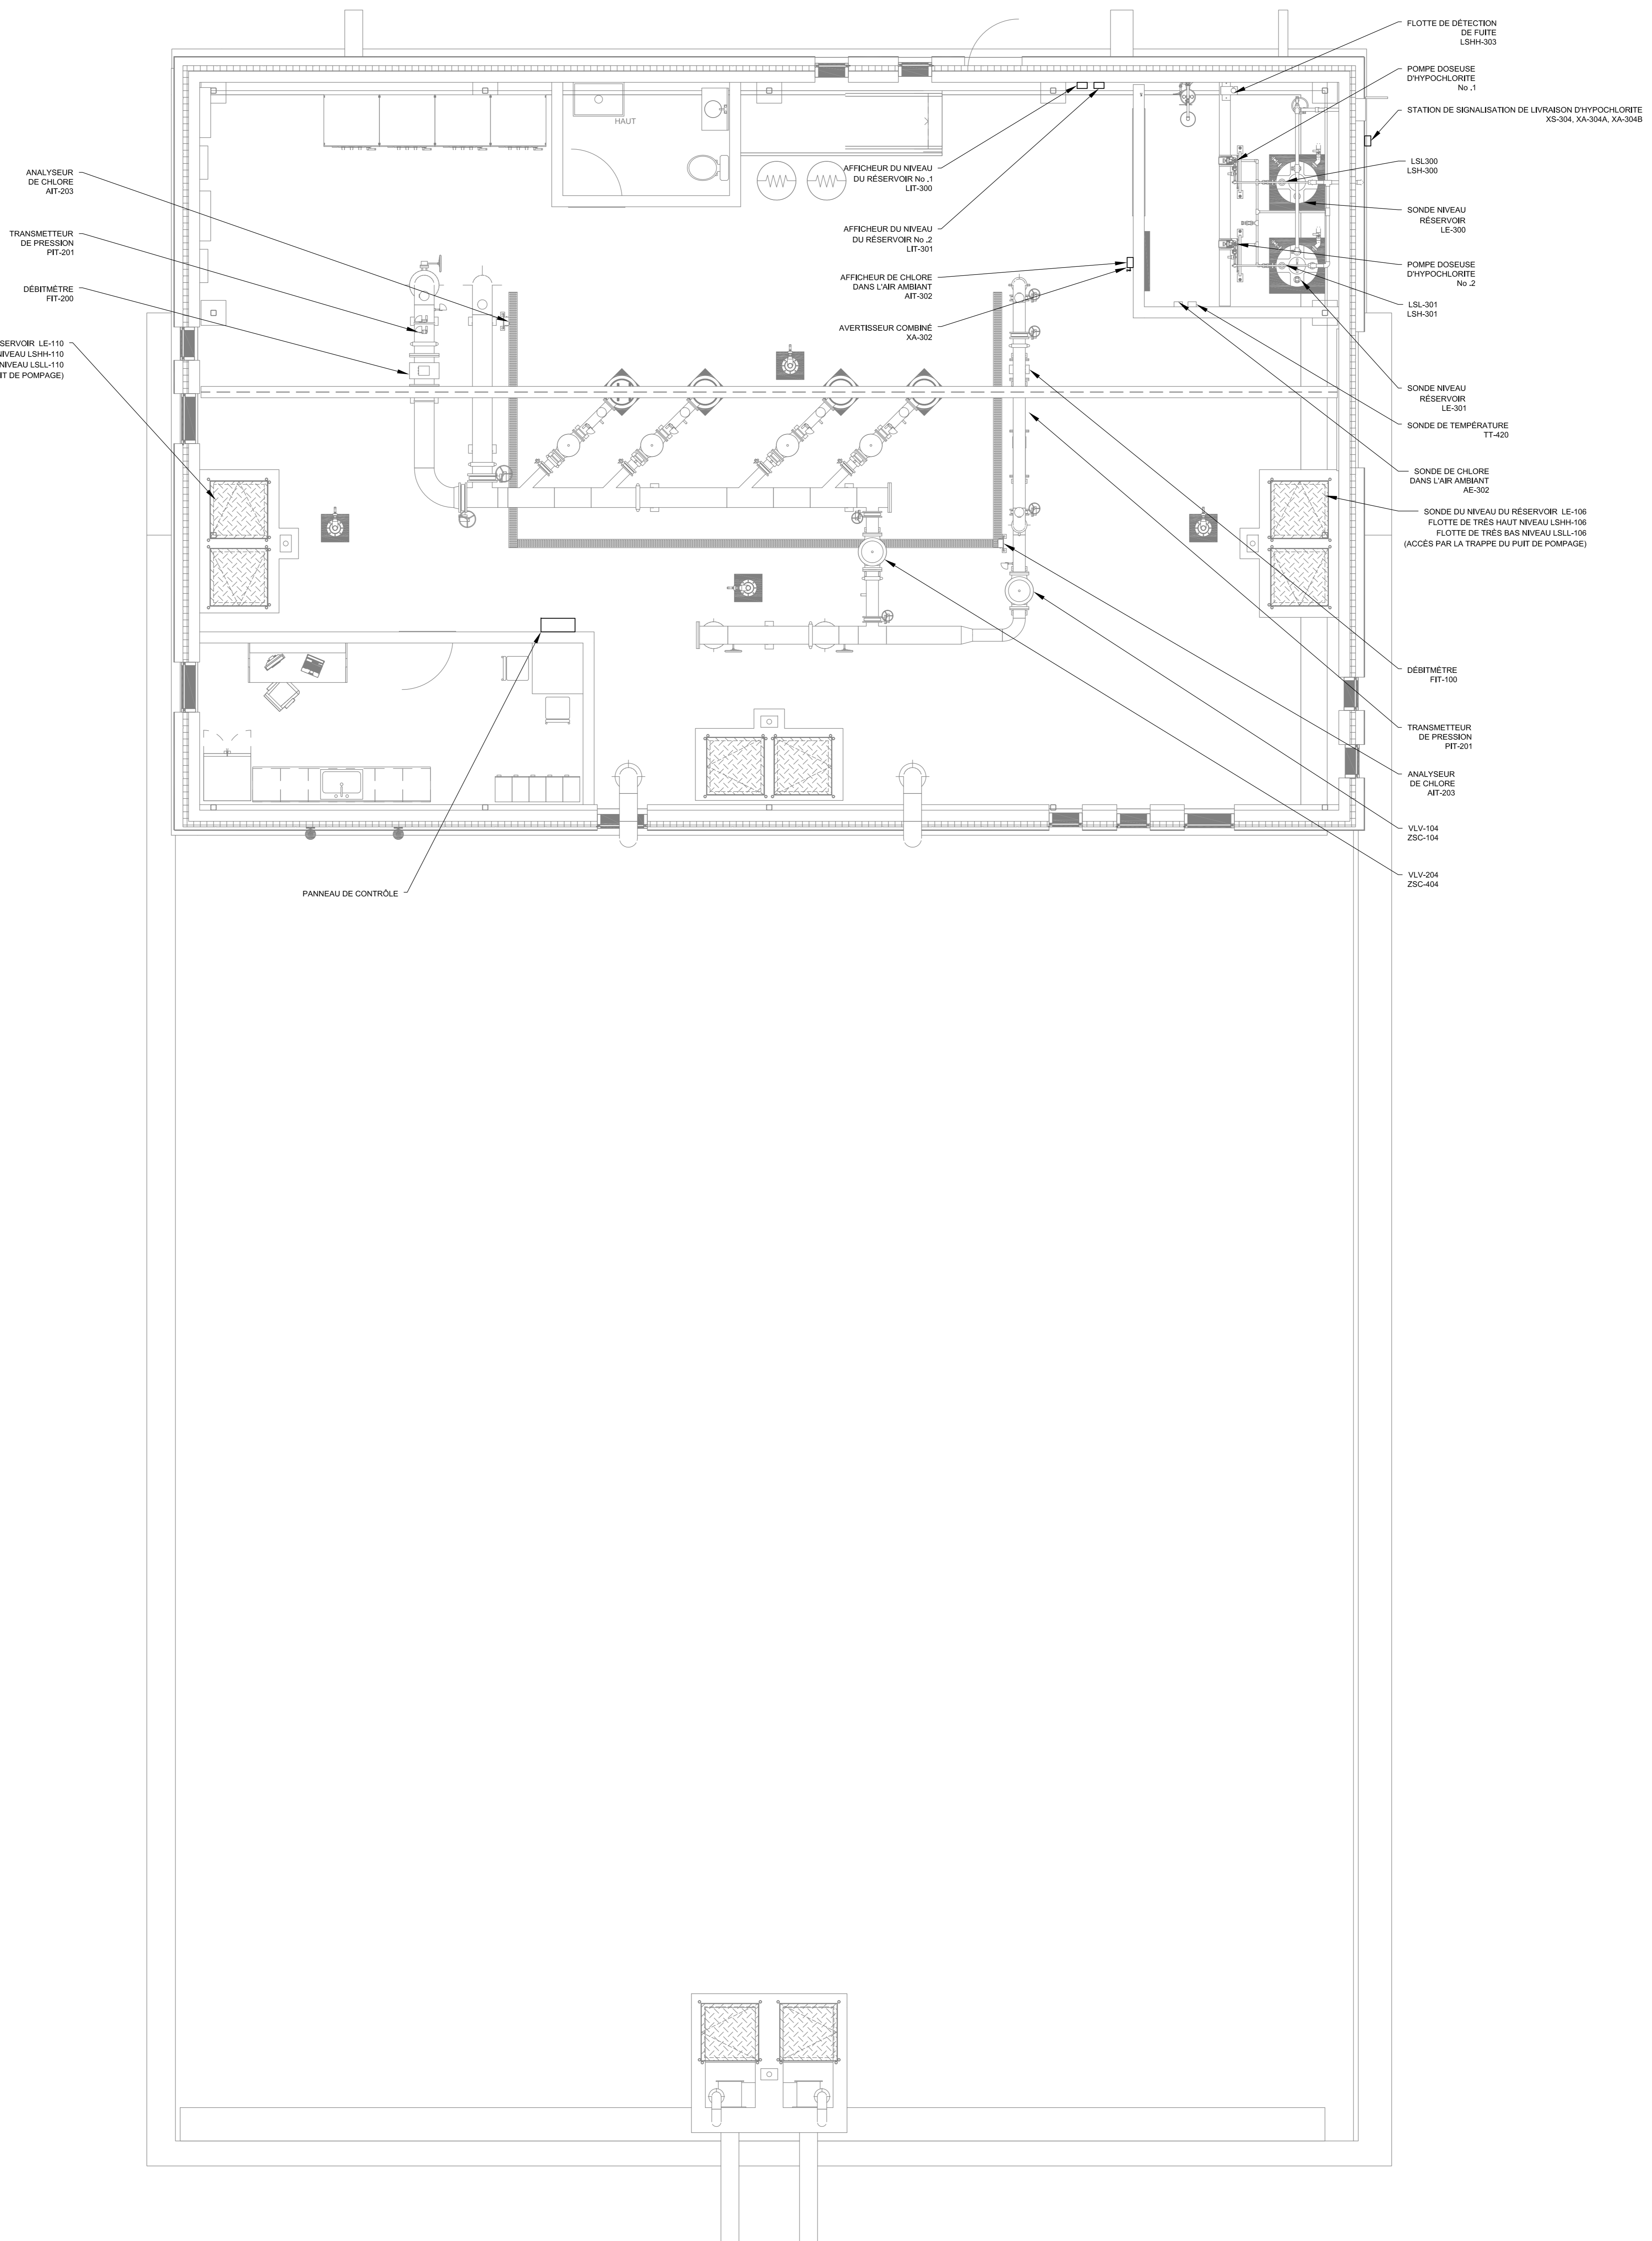 FLOTTE DE DÉTECTION
DE FUITE
LSHH-303
POMPE DOSEUSE
D'HYPOCHLORITE
No .1
STATION DE SIGNALISATION DE LIVRAISON D'HYPOCHLORITE
XS-304, XA-304A, XA-304B
HAUT
ANALYSEUR
DE CHLORE
AIT-203
AFFICHEUR DU NIVEAU
DU RÉSERVOIR No .1
LIT-300
LSL300
LSH-300
SONDE NIVEAU
RÉSERVOIR
LE-300
TRANSMETTEUR
DE PRESSION
PIT-201
AFFICHEUR DU NIVEAU
DU RÉSERVOIR No .2
LIT-301
POMPE DOSEUSE
D'HYPOCHLORITE
No .2
DÉBITMÈTRE
FIT-200
AFFICHEUR DE CHLORE
DANS L'AIR AMBIANT
AIT-302
LSL-301
LSH-301
AVERTISSEUR COMBINÉ
XA-302
SERVOIR LE-110
NIVEAU LSHH-110
NIVEAU LSLL-110
IT DE POMPAGE)
SONDE NIVEAU
RÉSERVOIR
LE-301
SONDE DE TEMPÉRATURE
TT-420
SONDE DE CHLORE
DANS L'AIR AMBIANT
AE-302
SONDE DU NIVEAU DU RÉSERVOIR LE-106
FLOTTE DE TRÈS HAUT NIVEAU LSHH-106
FLOTTE DE TRÈS BAS NIVEAU LSLL-106
(ACCÈS PAR LA TRAPPE DU PUIT DE POMPAGE)
DÉBITMÈTRE
FIT-100
TRANSMETTEUR
DE PRESSION
PIT-201
ANALYSEUR
DE CHLORE
AIT-203
VLV-104
ZSC-104
VLV-204
ZSC-404
PANNEAU DE CONTRÔLE